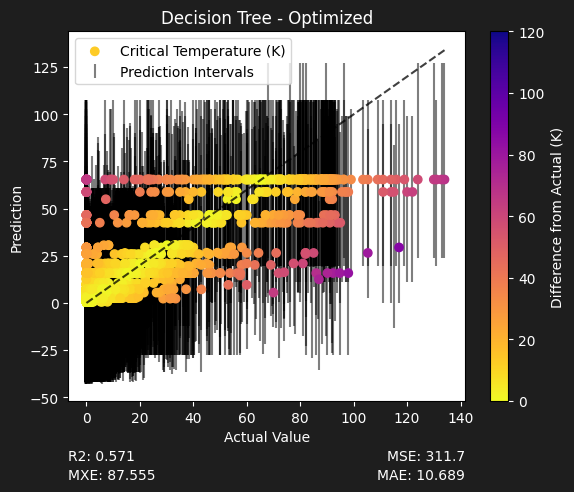 Decision Tree - Optimized
Critical Temperature (K)
Prediction Intervals
125
100
75
50
25
0
−25
−50
Prediction
0
20
40
60
80
100
120
140
Actual Value
120
100
80
60
40
20
0
Difference from Actual (K)
R2: 0.571
MSE: 311.7
MXE: 87.555
MAE: 10.689